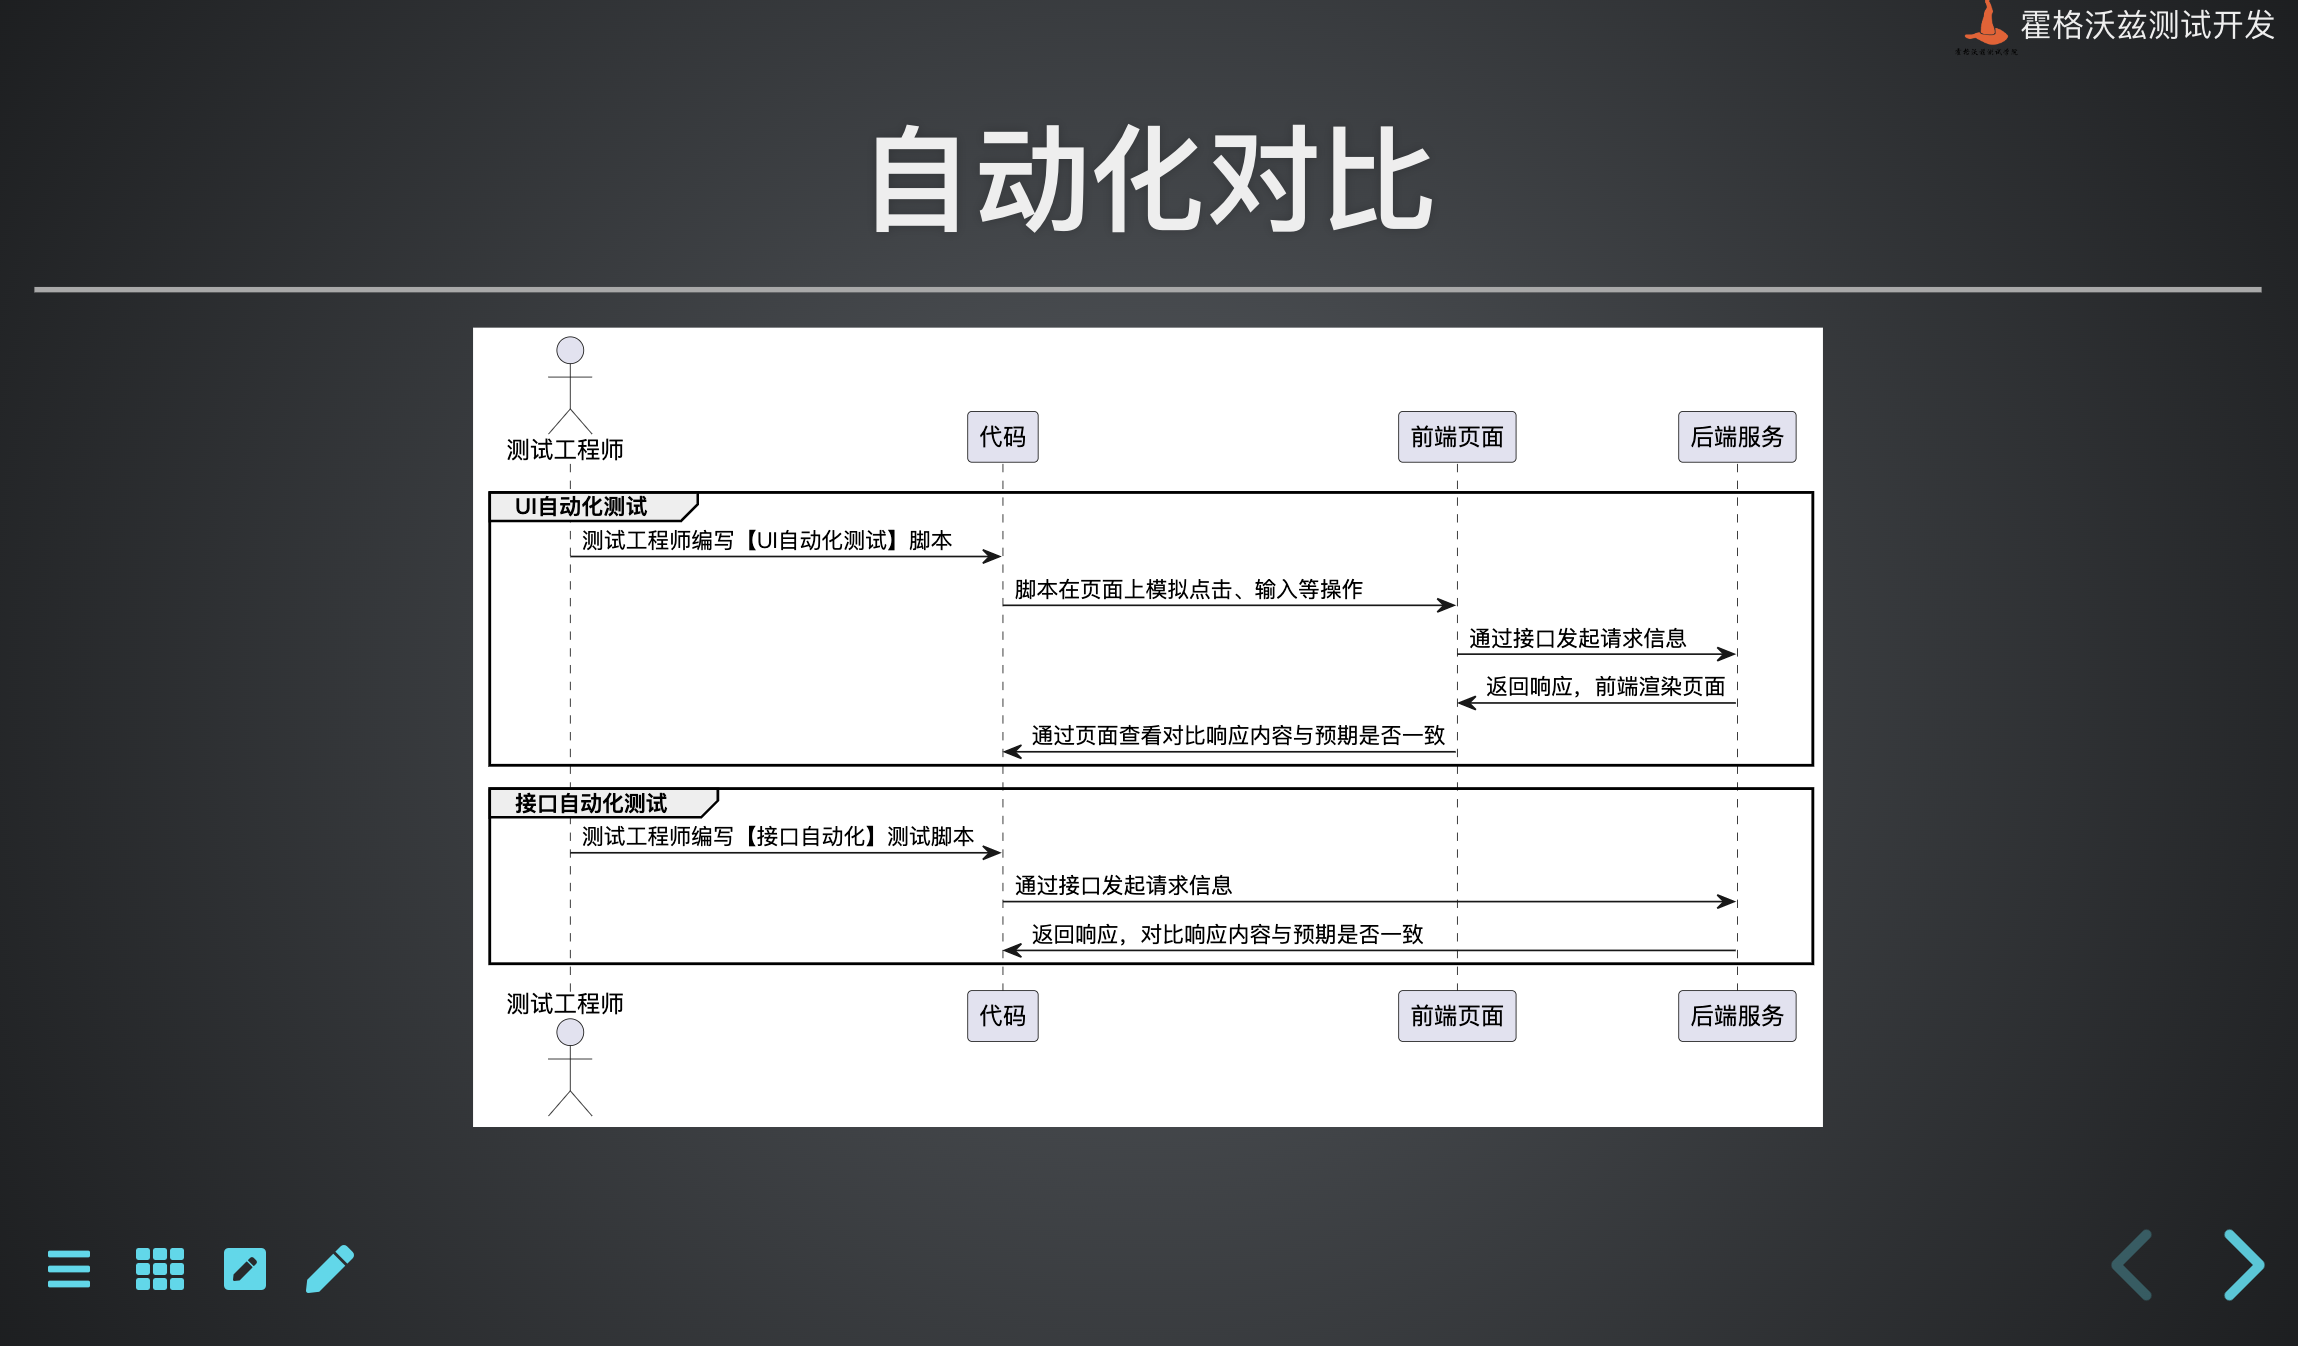 霍格沃兹测试开发
霍格沃兹测试学院
自动化对比
测试工程师
代码
前端页面
后端服务
UI自动化测试
测试工程师编写【UI自动化测试】脚本
脚本在页面上模拟点击、输入等操作
通过接口发起请求信息
返回响应，前端渲染页面
通过页面查看对比响应内容与预期是否一致
接口自动化测试
测试工程师编写【接口自动化】测试脚本
通过接口发起请求信息
返回响应，对比响应内容与预期是否一致
测试工程师
代码
前端页面
后端服务